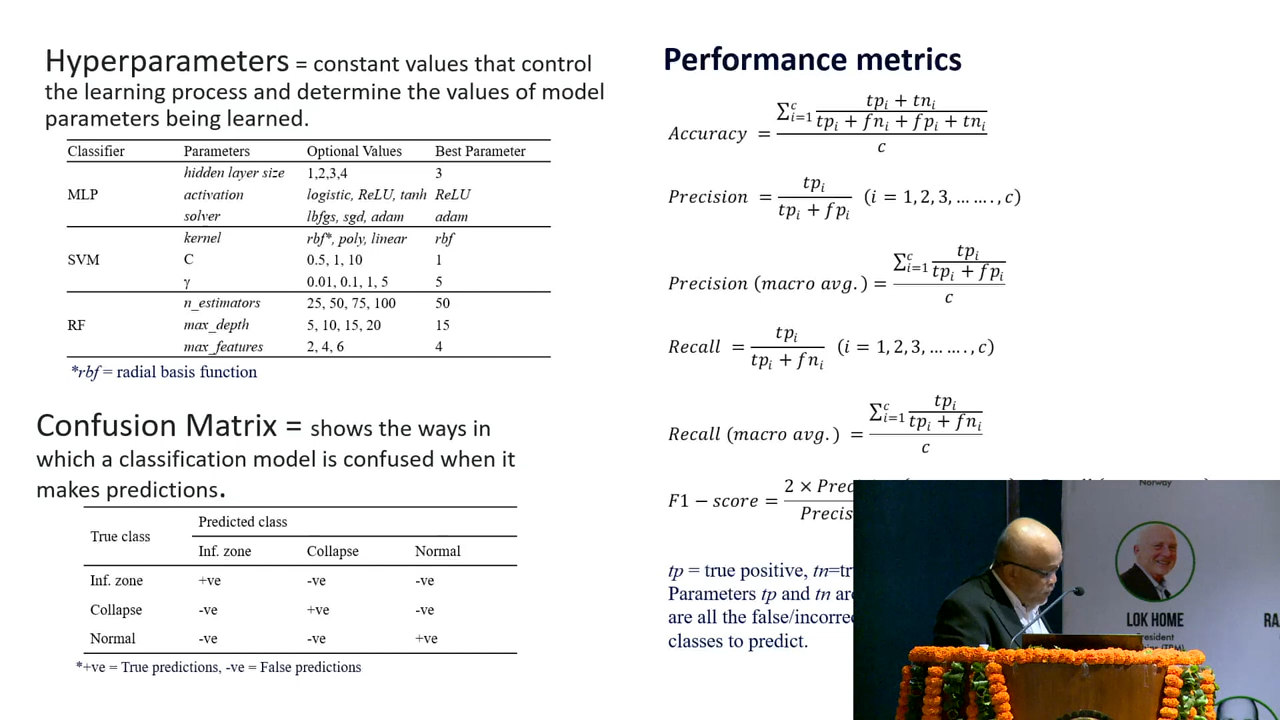 Hyperparameters = constant values that control
the learning process and determine the values of model
parameters being learned.
Classifier Parameters Optional Values Best Parameter
hidden layer size 1,2,3,4 3
MLP activation logistic, ReLU, tanh ReLU
solver lbfgs, sgd, adam adam
kernel rbf*, poly, linear rbf
SVM C 0.5, 1, 10 1
γ 0.01, 0.1, 1, 5 5
n_estimators 25, 50, 75, 100 50
RF max_depth 5, 10, 15, 20 15
max_features 2, 4, 6 4
*rbf = radial basis function
Confusion Matrix = shows the ways in
which a classification model is confused when it
makes predictions.
Predicted class
True class
Inf. zone Collapse Normal
Inf. zone +ve -ve -ve
Collapse -ve +ve -ve
Normal -ve -ve +ve
*+ve = True predictions, -ve = False predictions
Performance metrics
Accuracy = (∑ᵢ₌₁ᶜ (tpᵢ + tnᵢ) / (tpᵢ + fnᵢ + fpᵢ + tnᵢ)) / c
Precision = tpᵢ / (tpᵢ + fpᵢ) (i = 1, 2, 3, … … . , c)
Precision (macro avg.) = (∑ᵢ₌₁ᶜ tpᵢ / (tpᵢ + fpᵢ)) / c
Recall = tpᵢ / (tpᵢ + fnᵢ) (i = 1, 2, 3, … … . , c)
Recall (macro avg.) = (∑ᵢ₌₁ᶜ tpᵢ / (tpᵢ + fnᵢ)) / c
F1 − score = 2 × Prec
Precis
tp = true positive, tn=tr
Parameters tp and tn ar
are all the false/incorre
classes to predict.
Norway
LOK HOME
President
RA